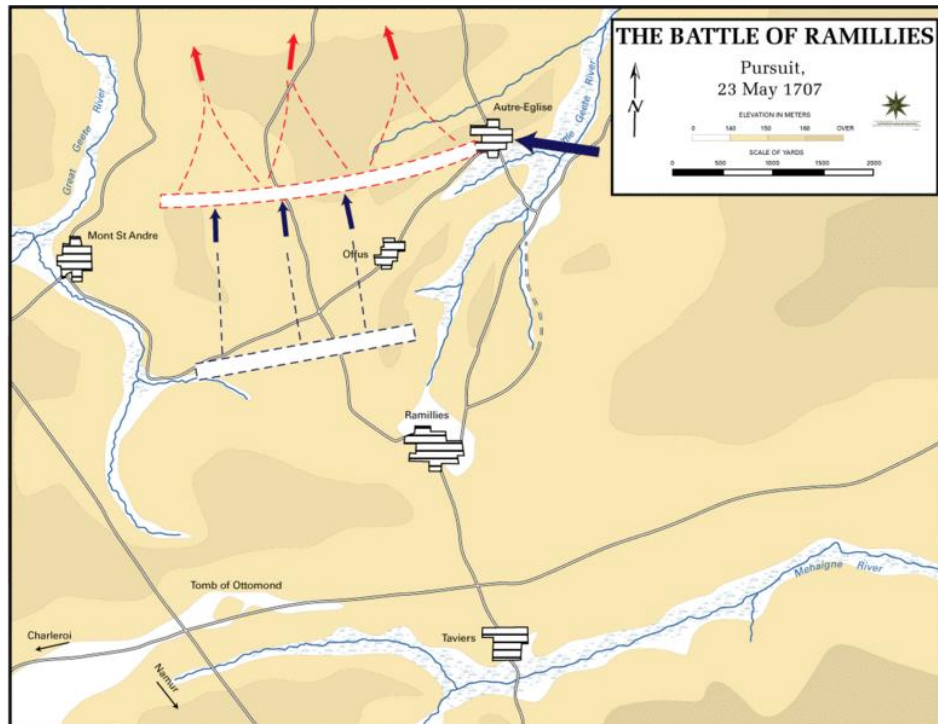 THE BATTLE OF RAMILLIES
Pursuit,
23 May 1707
N
ELEVATION IN METERS
0 140 150 160 OVER
SCALE OF YARDS
0 500 1000 1500 2000
Great Geete River
Autre-Eglise
Geete River
Mont St Andre
Offus
Ramillies
Mehaigne River
Tomb of Ottomond
Charleroi
Taviers
Namur